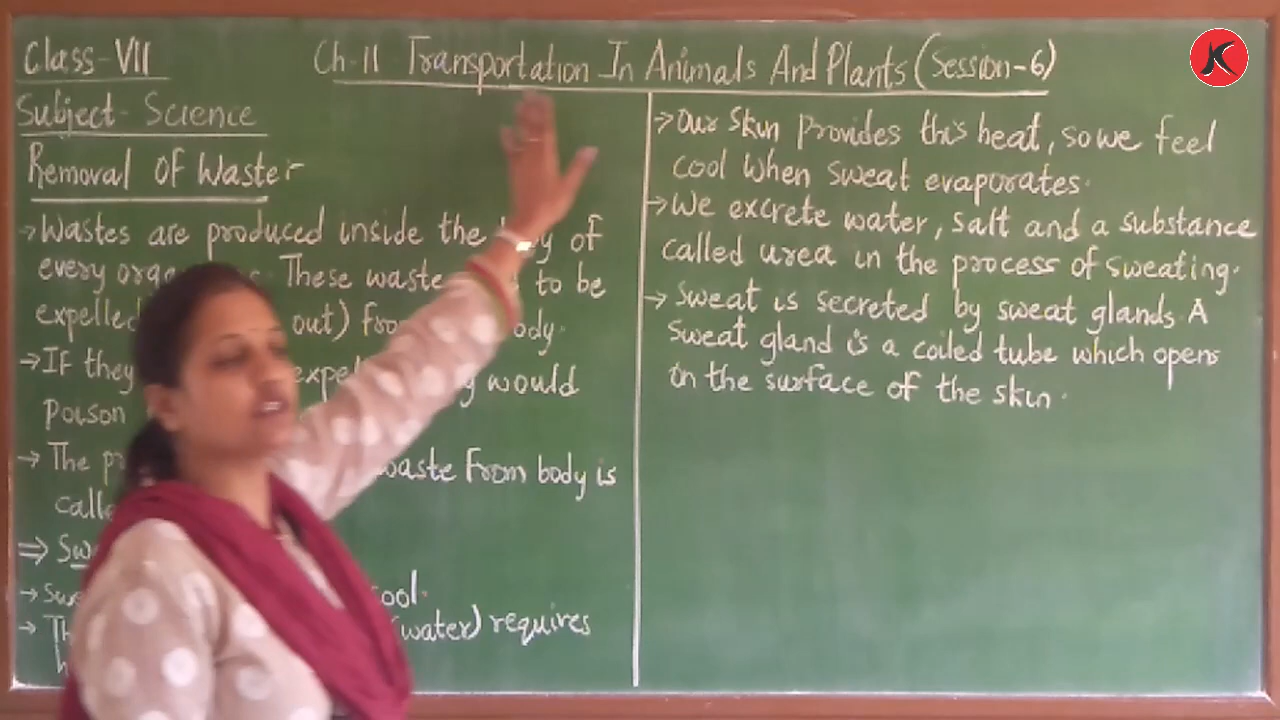 Class-VII
Ch-11 Transportation In Animals And Plants (Session-6)
Subject- Science
Removal Of Waste:-
→ Wastes are produced inside the of
every These waste to be
expelled out) body.
→ If they would
poison
→ The waste from body is
⇒
→ cool.
→ (water) requires
→ Our skin provides this heat, so we feel
cool when sweat evaporates.
→ We excrete water, salt and a substance
called urea in the process of sweating.
→ Sweat is secreted by sweat glands. A
sweat gland is a coiled tube which opens
on the surface of the skin.